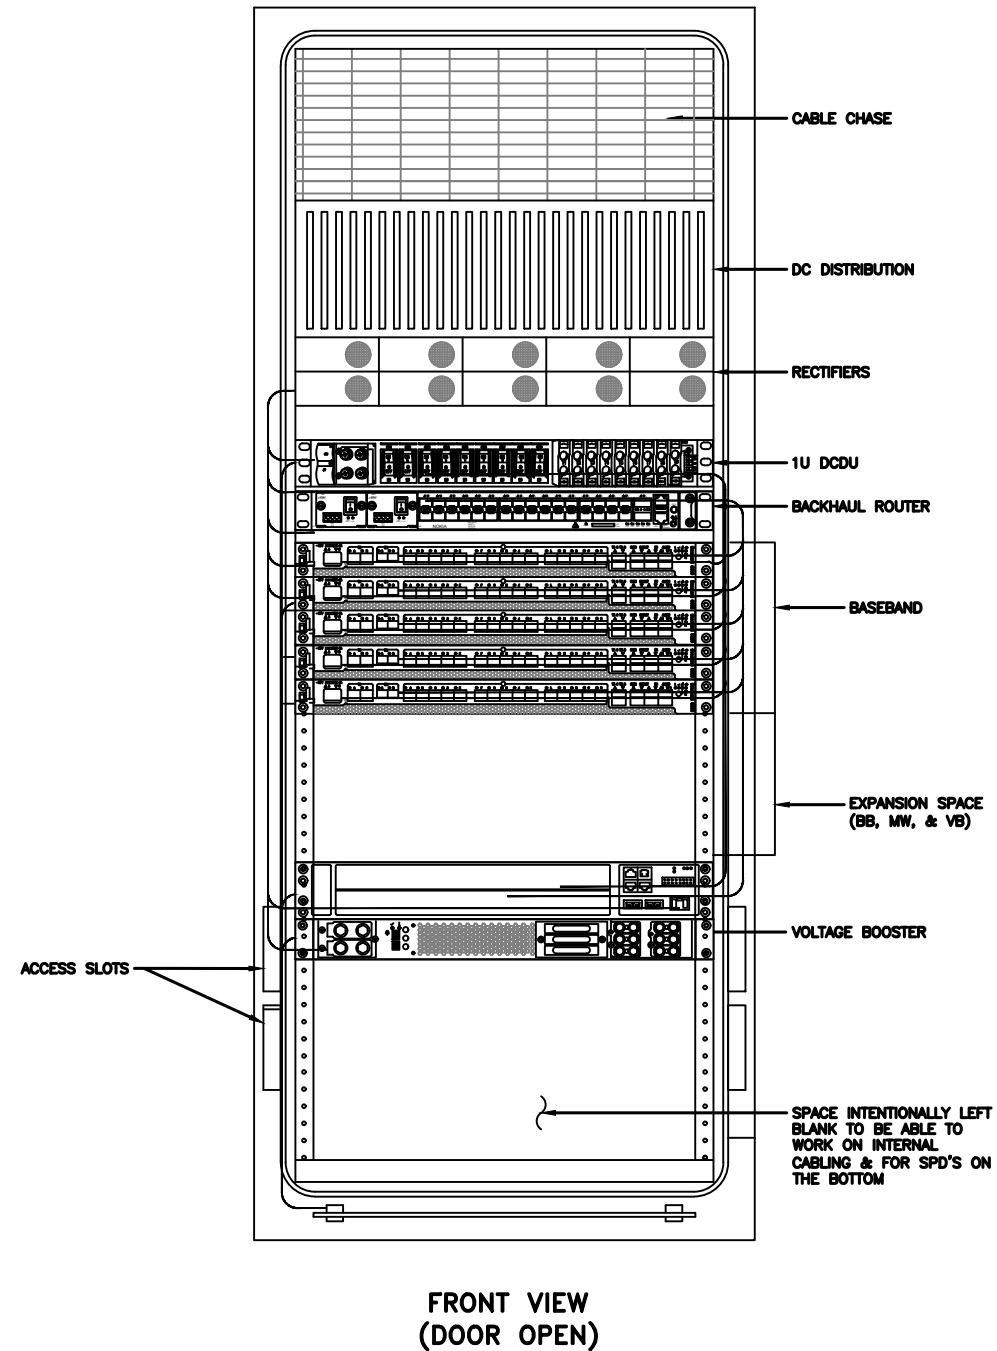 CABLE CHASE
DC DISTRIBUTION
RECTIFIERS
1U DCDU
BACKHAUL ROUTER
NOKIA
BASEBAND
EXPANSION SPACE
(BB, MW, & VB)
VOLTAGE BOOSTER
ACCESS SLOTS
SPACE INTENTIONALLY LEFT
BLANK TO BE ABLE TO
WORK ON INTERNAL
CABLING & FOR SPD'S ON
THE BOTTOM
FRONT VIEW
(DOOR OPEN)